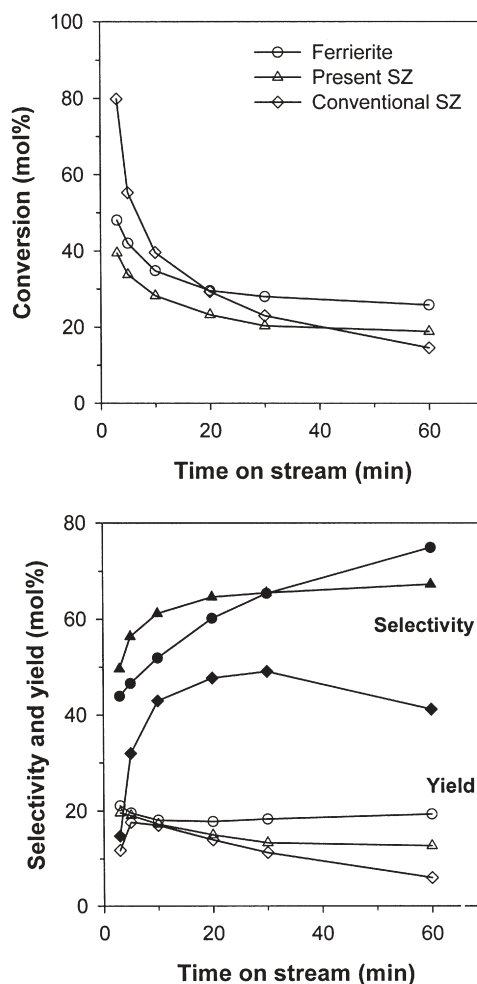 100
80
60
40
20
0
Conversion (mol%)
Ferrierite
Present SZ
Conventional SZ
0
20
40
60
Time on stream (min)
80
60
40
20
0
Selectivity and yield (mol%)
Selectivity
Yield
0
20
40
60
Time on stream (min)